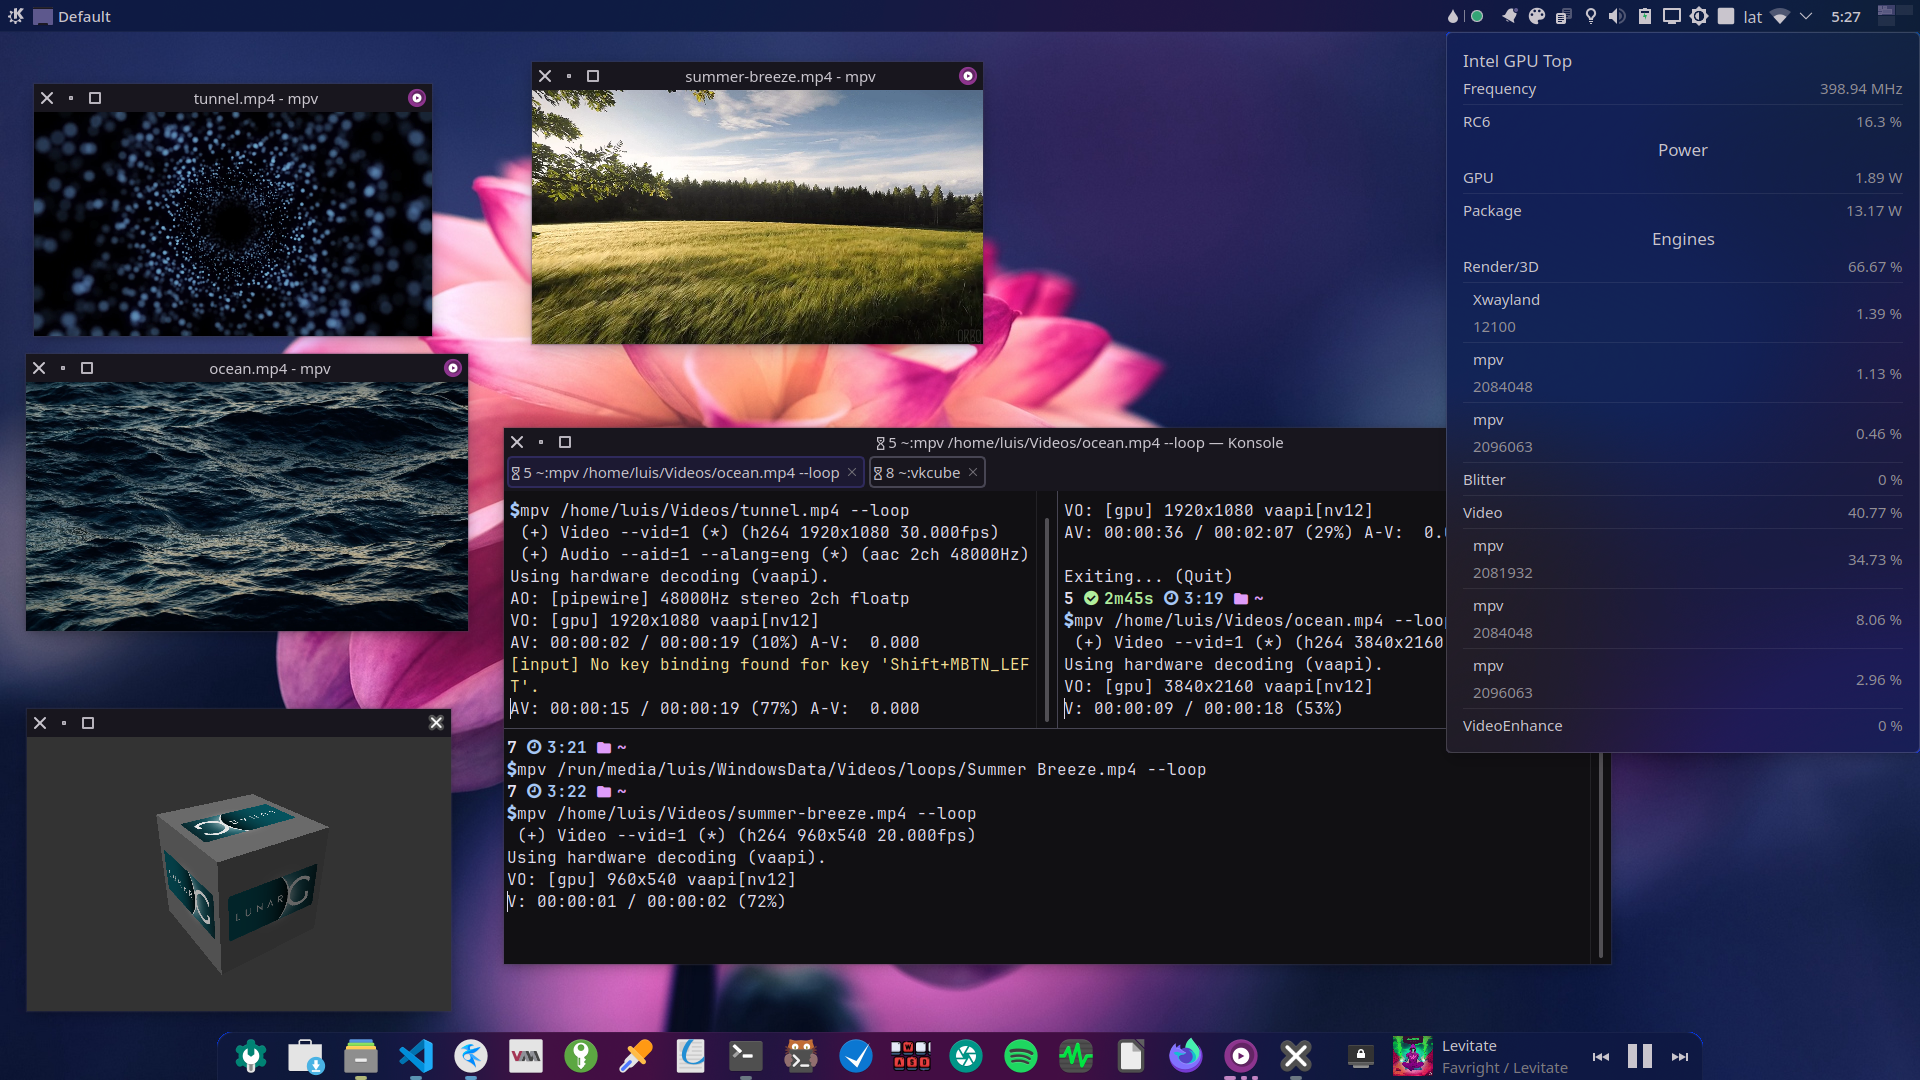 Default
lat
5:27
tunnel.mp4 - mpv
summer-breeze.mp4 - mpv
ORBO
ocean.mp4 - mpv
LUNAR
Intel GPU Top
Frequency 398.94 MHz
RC6 16.3 %
Power
GPU 1.89 W
Package 13.17 W
Engines
Render/3D 66.67 %
Xwayland
12100
1.39 %
mpv
2084048
1.13 %
mpv
2096063
0.46 %
Blitter 0 %
Video 40.77 %
mpv
2081932
34.73 %
mpv
2084048
8.06 %
mpv
2096063
2.96 %
VideoEnhance 0 %
5 ~:mpv /home/luis/Videos/ocean.mp4 --loop — Konsole
5 ~:mpv /home/luis/Videos/ocean.mp4 --loop
8 ~:vkcube
$mpv /home/luis/Videos/tunnel.mp4 --loop
(+) Video --vid=1 (*) (h264 1920x1080 30.000fps)
(+) Audio --aid=1 --alang=eng (*) (aac 2ch 48000Hz)
Using hardware decoding (vaapi).
AO: [pipewire] 48000Hz stereo 2ch floatp
VO: [gpu] 1920x1080 vaapi[nv12]
AV: 00:00:02 / 00:00:19 (10%) A-V:  0.000
[input] No key binding found for key 'Shift+MBTN_LEF
T'.
AV: 00:00:15 / 00:00:19 (77%) A-V:  0.000
VO: [gpu] 1920x1080 vaapi[nv12]
AV: 00:00:36 / 00:02:07 (29%) A-V:  0.
Exiting... (Quit)
5 2m45s 3:19 ~
$mpv /home/luis/Videos/ocean.mp4 --loo
(+) Video --vid=1 (*) (h264 3840x2160
Using hardware decoding (vaapi).
VO: [gpu] 3840x2160 vaapi[nv12]
V: 00:00:09 / 00:00:18 (53%)
7 3:21 ~
$mpv /run/media/luis/WindowsData/Videos/loops/Summer Breeze.mp4 --loop
7 3:22 ~
$mpv /home/luis/Videos/summer-breeze.mp4 --loop
(+) Video --vid=1 (*) (h264 960x540 20.000fps)
Using hardware decoding (vaapi).
VO: [gpu] 960x540 vaapi[nv12]
V: 00:00:01 / 00:00:02 (72%)
Levitate
Favright / Levitate